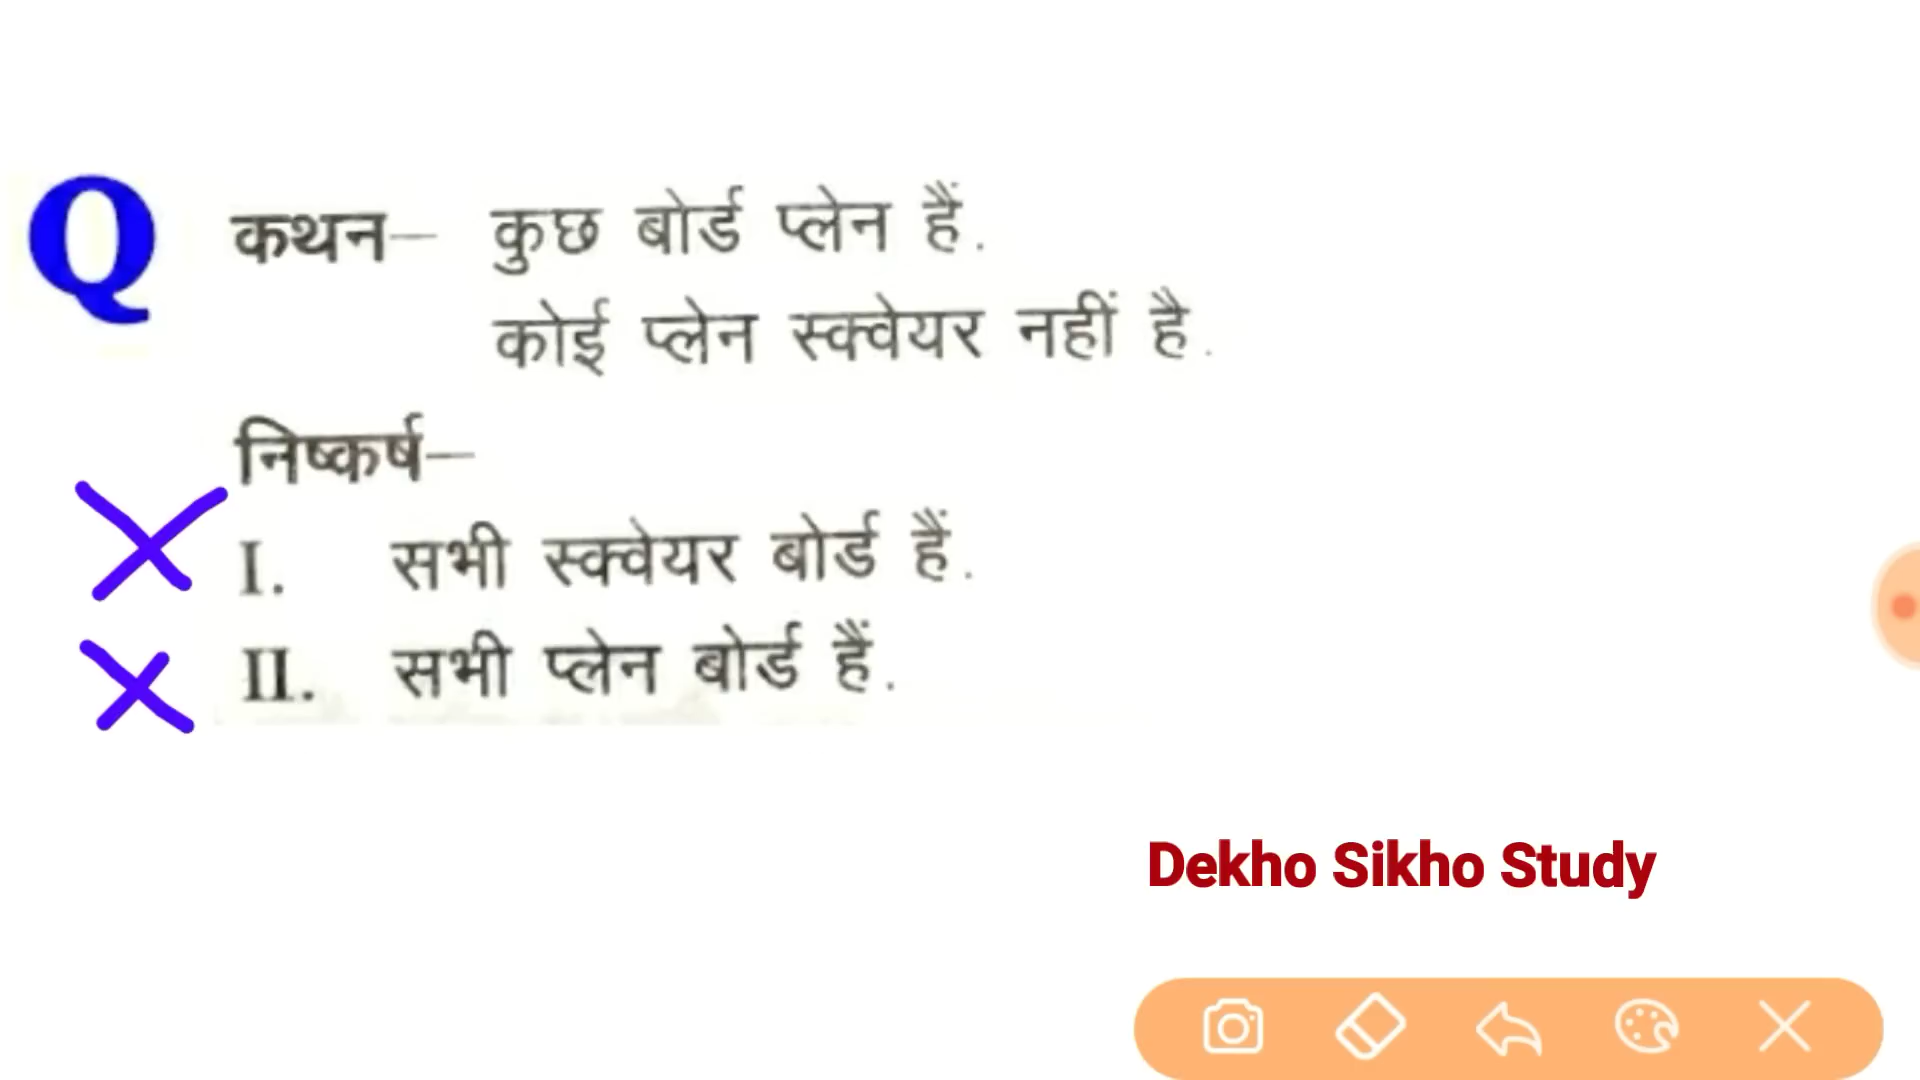 Q कथन– कुछ बोर्ड प्लेन हैं.
कोई प्लेन स्क्वेयर नहीं है.
निष्कर्ष–
I. सभी स्क्वेयर बोर्ड हैं.
II. सभी प्लेन बोर्ड हैं.
Dekho Sikho Study